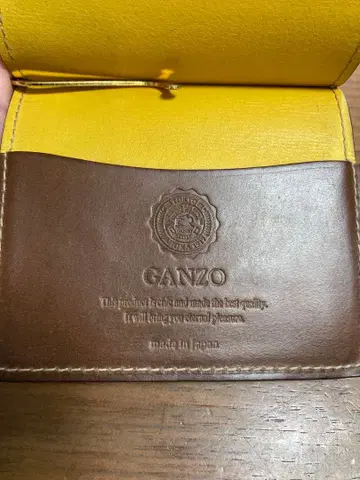 GANZO
This product is chic and made the best quality.
It will bring you eternal pleasure.
made in Japan